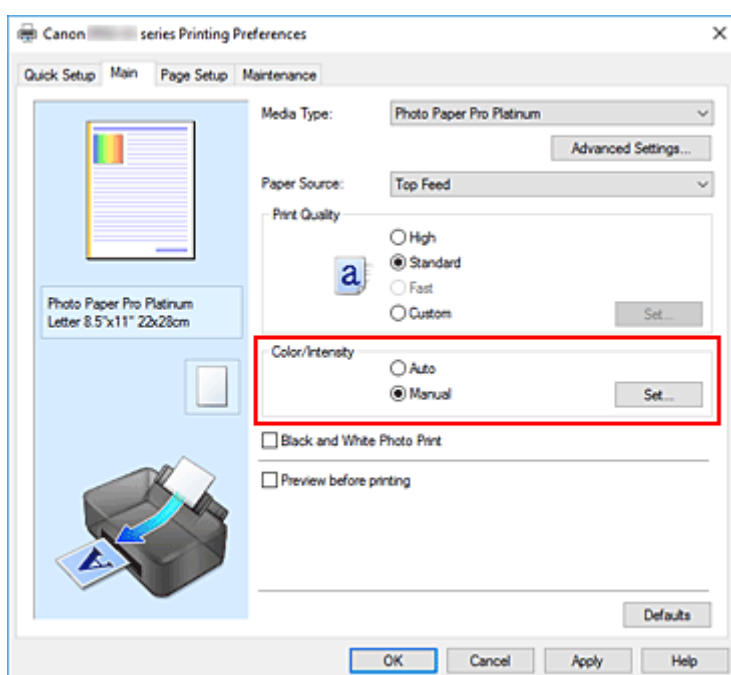 Canon series Printing Preferences
Quick Setup Main Page Setup Maintenance
Media Type: Photo Paper Pro Platinum
Advanced Settings...
Paper Source: Top Feed
Print Quality
High
a Standard
Fast
Photo Paper Pro Platinum
Letter 8.5"x11" 22x28cm
Custom Set...
Color/Intensity
Auto
Manual Set...
Black and White Photo Print
Preview before printing
A
Defaults
OK Cancel Apply Help